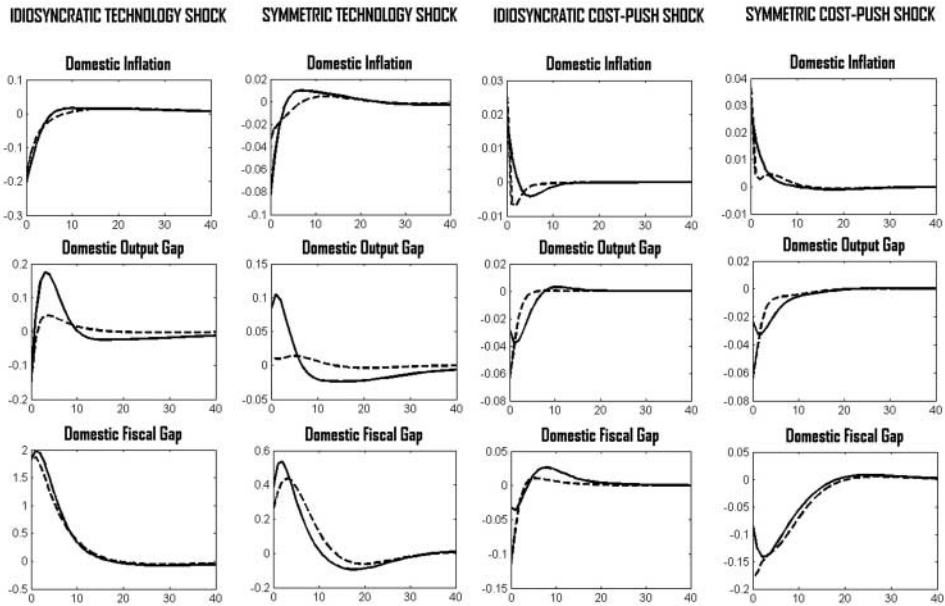 IDIOSYNCRATIC TECHNOLOGY SHOCK SYMMETRIC TECHNOLOGY SHOCK IDIOSYNCRATIC COST-PUSH SHOCK SYMMETRIC COST-PUSH SHOCK
Domestic Inflation Domestic Inflation Domestic Inflation Domestic Inflation
0.1 0.02 0.03 0.04
0 0 0.02 0.03
-0.1 -0.02 0.01 0.02
-0.2 -0.04 0 0.01
-0.3 -0.06 -0.01 0
-0.08 -0.01
-0.1
0 10 20 30 40 0 10 20 30 40 0 10 20 30 40 0 10 20 30 40
Domestic Output Gap Domestic Output Gap Domestic Output Gap Domestic Output Gap
0.2 0.15 0.02 0.02
0.1 0.1 0 0
0 0.05 -0.02 -0.02
-0.1 0 -0.04 -0.04
-0.2 -0.05 -0.06 -0.06
-0.08 -0.08
0 10 20 30 40 0 10 20 30 40 0 10 20 30 40 0 10 20 30 40
Domestic Fiscal Gap Domestic Fiscal Gap Domestic Fiscal Gap Domestic Fiscal Gap
2 0.6 0.05 0.05
1.5 0.4 0 0
1 0.2 -0.05 -0.05
0.5 0 -0.1 -0.1
0 -0.2 -0.15 -0.15
-0.5 -0.2
0 10 20 30 40 0 10 20 30 40 0 10 20 30 40 0 10 20 30 40